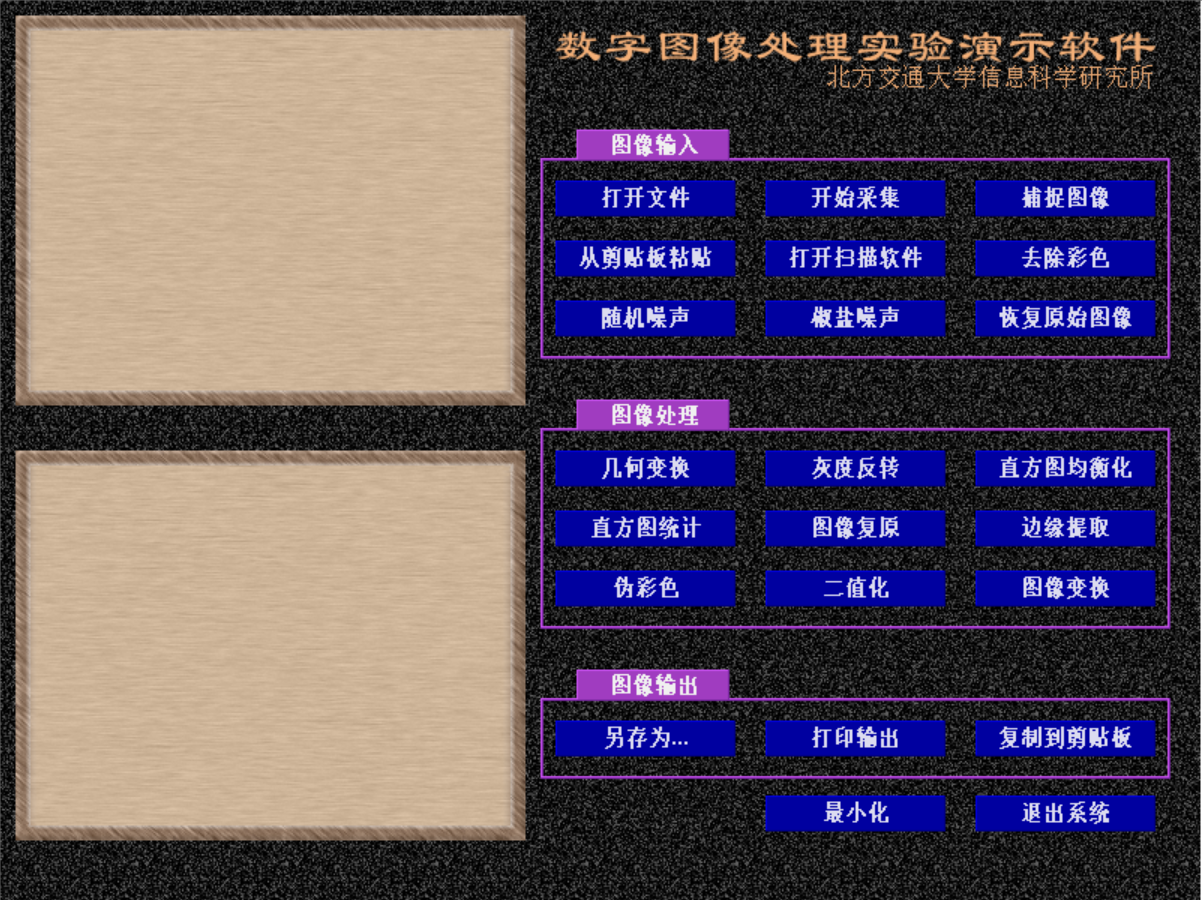 数字图像处理实验演示软件
北方交通大学信息科学研究所
图像输入
打开文件 开始采集 捕捉图像
从剪贴板粘贴 打开扫描软件 去除彩色
随机噪声 椒盐噪声 恢复原始图像
图像处理
几何变换 灰度反转 直方图均衡化
直方图统计 图像复原 边缘提取
伪彩色 二值化 图像变换
图像输出
另存为... 打印输出 复制到剪贴板
最小化 退出系统